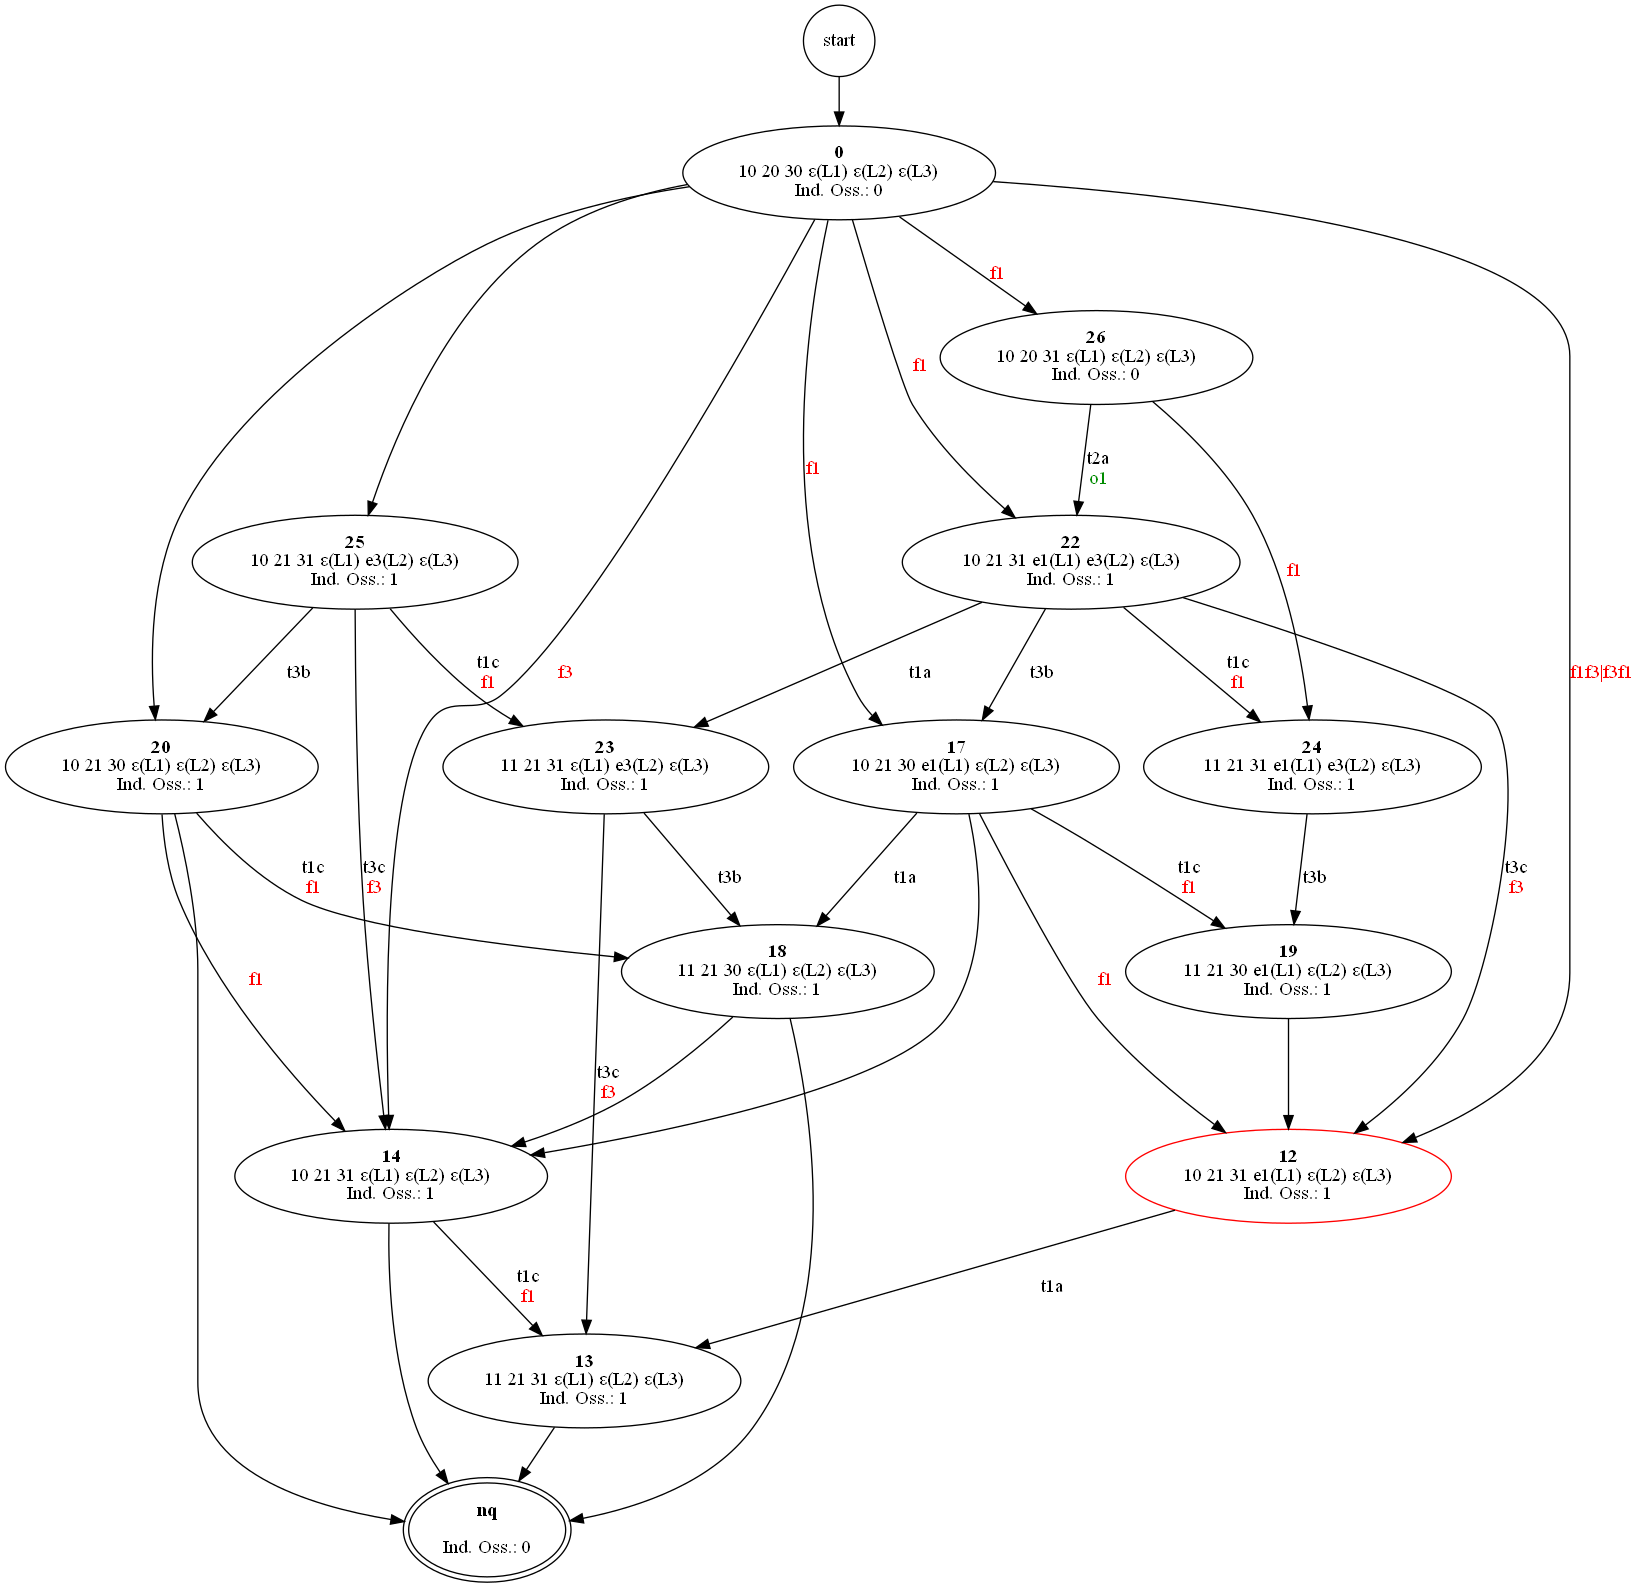 start
0
10 20 30 ε(L1) ε(L2) ε(L3)
Ind. Oss.: 0
f1
26
10 20 31 ε(L1) ε(L2) ε(L3)
Ind. Oss.: 0
f1
f1
t2a
o1
25
10 21 31 ε(L1) e3(L2) ε(L3)
Ind. Oss.: 1
22
10 21 31 e1(L1) e3(L2) ε(L3)
Ind. Oss.: 1
f1
t3b
t1c
f1
f3
t1a
t3b
t1c
f1
f1f3|f3f1
20
10 21 30 ε(L1) ε(L2) ε(L3)
Ind. Oss.: 1
23
11 21 31 ε(L1) e3(L2) ε(L3)
Ind. Oss.: 1
17
10 21 30 e1(L1) ε(L2) ε(L3)
Ind. Oss.: 1
24
11 21 31 e1(L1) e3(L2) ε(L3)
Ind. Oss.: 1
t1c
f1
t3c
f3
t3b
t1a
t1c
f1
t3b
t3c
f3
18
11 21 30 ε(L1) ε(L2) ε(L3)
Ind. Oss.: 1
19
11 21 30 e1(L1) ε(L2) ε(L3)
Ind. Oss.: 1
f1
f1
t3c
f3
14
10 21 31 ε(L1) ε(L2) ε(L3)
Ind. Oss.: 1
12
10 21 31 e1(L1) ε(L2) ε(L3)
Ind. Oss.: 1
t1c
f1
t1a
13
11 21 31 ε(L1) ε(L2) ε(L3)
Ind. Oss.: 1
nq
Ind. Oss.: 0